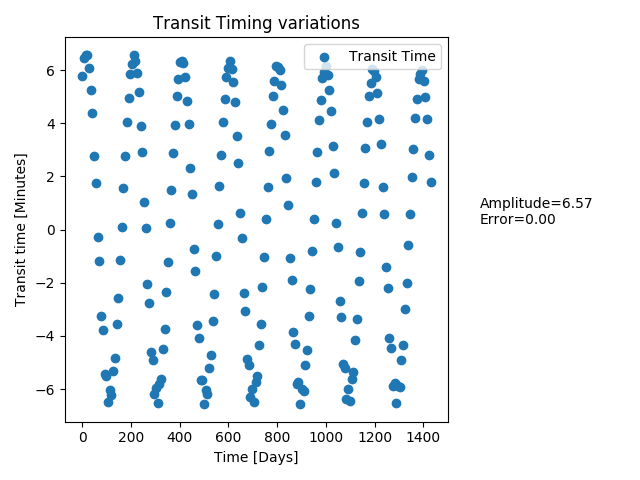 Transit Timing variations
Transit Time
6
4
2
0
−2
−4
−6
Transit time [Minutes]
0 200 400 600 800 1000 1200 1400
Time [Days]
Amplitude=6.57
Error=0.00